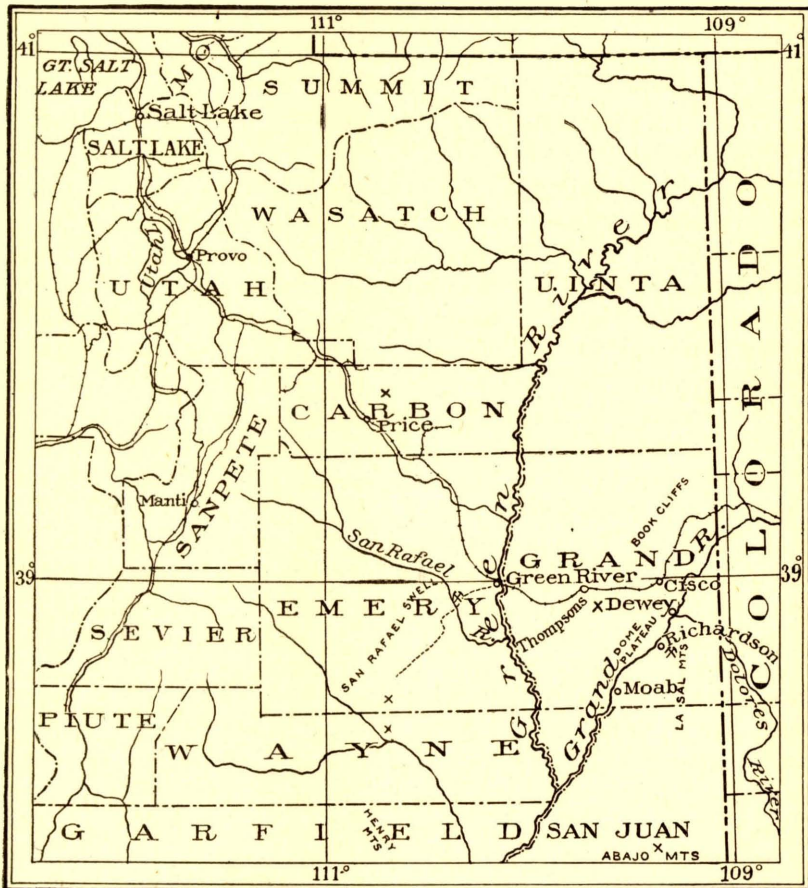 111°
109°
41°
41°
GT. SALT
LAKE
M
SUMMIT
Salt Lake
SALT LAKE
WASATCH
Provo
Utah L.
UTAH
UINTA
Green River
COLORADO
CARBON
Price
SANPETE
Manti
BOOK CLIFFS
San Rafael
GRAND
39°
39°
Green River
Cisco
EMERY
SAN RAFAEL SWELL
Thompsons
Dewey
SEVIER
DOME
PLATEAU
Richardson
Grand R.
Moab
LA SAL MTS
Dolores River
PIUTE
WAYNE
GARFIELD
HENRY
MTS
SAN JUAN
ABAJO MTS
111°
109°